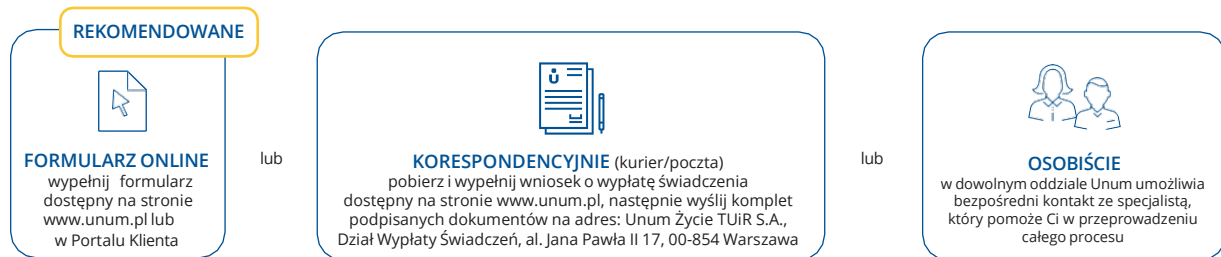 REKOMENDOWANE
FORMULARZ ONLINE
wypełnij formularz
dostępny na stronie
www.unum.pl lub
w Portalu Klienta
lub
ů
KORESPONDENCYJNIE (kurier/poczta)
pobierz i wypełnij wniosek o wypłatę świadczenia
dostępny na stronie www.unum.pl, następnie wyślij komplet
podpisanych dokumentów na adres: Unum Życie TUiR S.A.,
Dział Wypłaty Świadczeń, al. Jana Pawła II 17, 00-854 Warszawa
lub
OSOBIŚCIE
w dowolnym oddziale Unum umożliwia
bezpośredni kontakt ze specjalistą,
który pomoże Ci w przeprowadzeniu
całego procesu